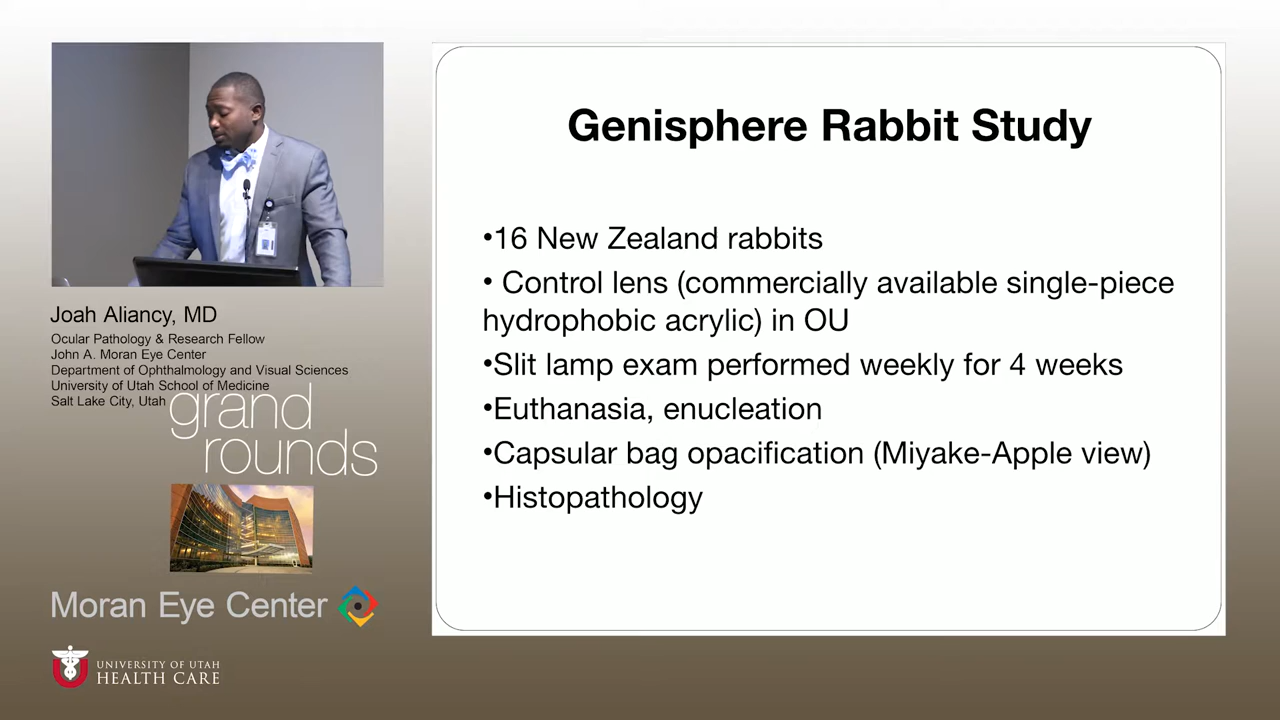 Genisphere Rabbit Study
•16 New Zealand rabbits
• Control lens (commercially available single-piece
hydrophobic acrylic) in OU
•Slit lamp exam performed weekly for 4 weeks
•Euthanasia, enucleation
•Capsular bag opacification (Miyake-Apple view)
•Histopathology
Joah Aliancy, MD
Ocular Pathology & Research Fellow
John A. Moran Eye Center
Department of Ophthalmology and Visual Sciences
University of Utah School of Medicine
Salt Lake City, Utah
grand
rounds
Moran Eye Center
U
UNIVERSITY OF UTAH
HEALTH CARE